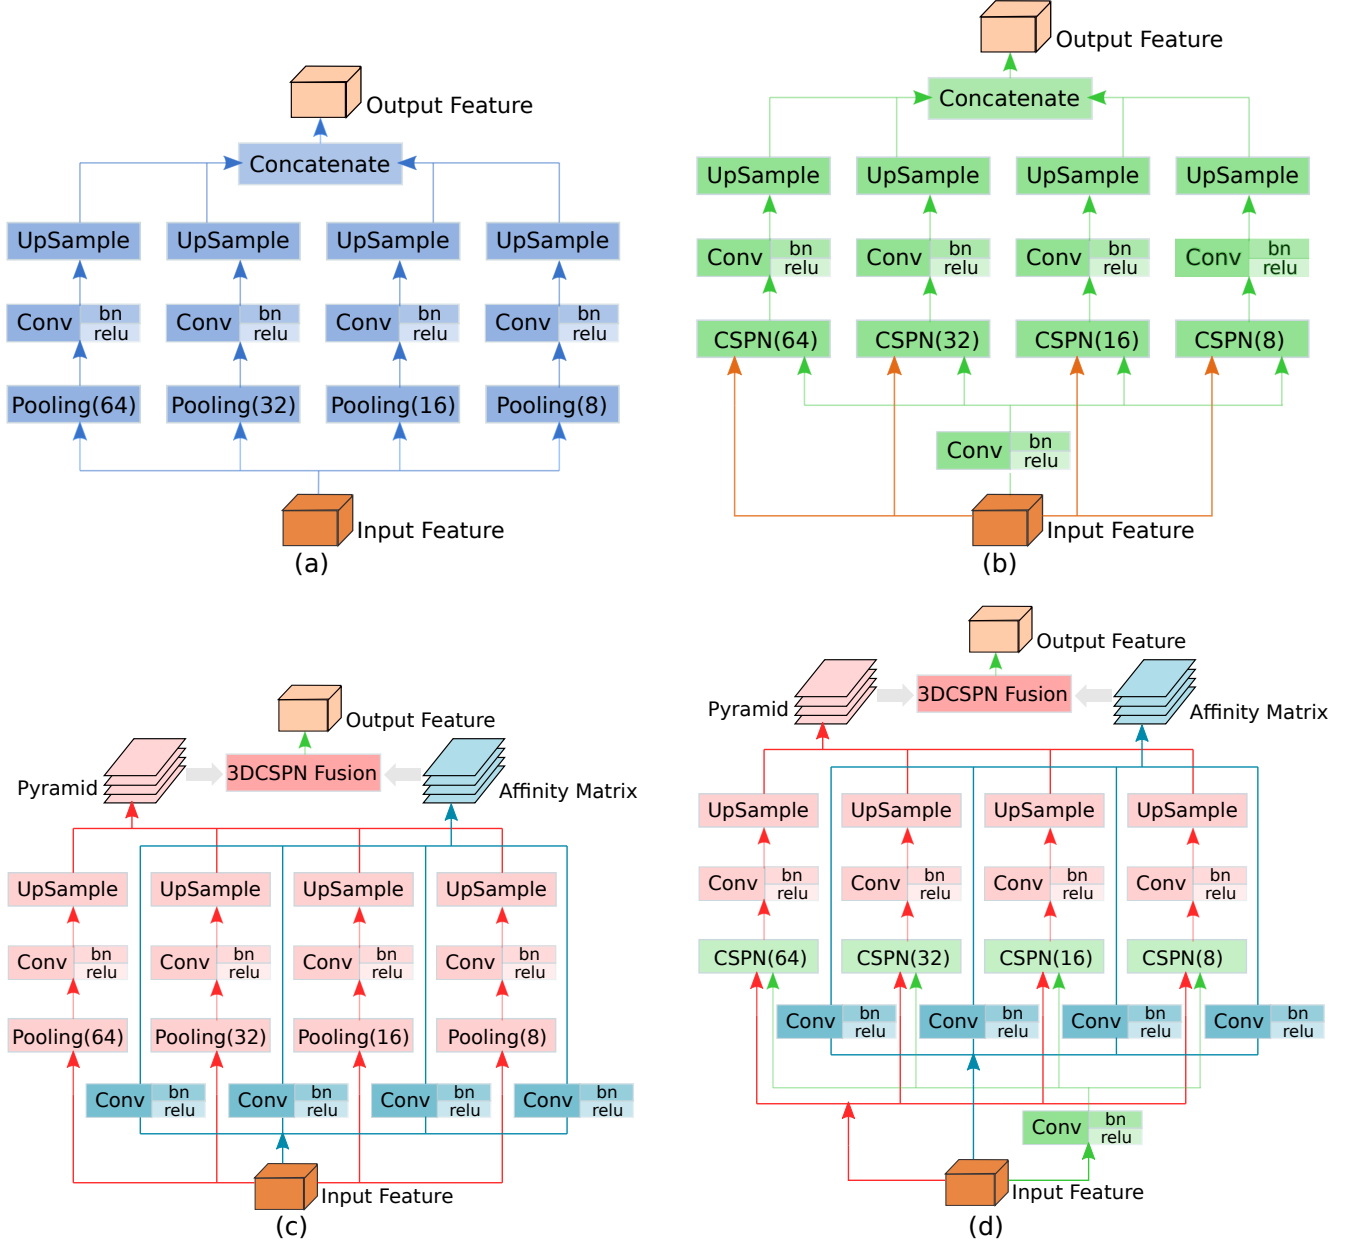 Output Feature
Concatenate
UpSample UpSample UpSample UpSample
Conv bn relu Conv bn relu Conv bn relu Conv bn relu
Pooling(64) Pooling(32) Pooling(16) Pooling(8)
Input Feature
(a)
Output Feature
Concatenate
UpSample UpSample UpSample UpSample
Conv bn relu Conv bn relu Conv bn relu Conv bn relu
CSPN(64) CSPN(32) CSPN(16) CSPN(8)
Conv bn relu
Input Feature
(b)
Output Feature
Pyramid 3DCSPN Fusion Affinity Matrix
UpSample UpSample UpSample UpSample
Conv bn relu Conv bn relu Conv bn relu Conv bn relu
Pooling(64) Pooling(32) Pooling(16) Pooling(8)
Conv bn relu Conv bn relu Conv bn relu Conv bn relu
Input Feature
(c)
Output Feature
Pyramid 3DCSPN Fusion Affinity Matrix
UpSample UpSample UpSample UpSample
Conv bn relu Conv bn relu Conv bn relu Conv bn relu
CSPN(64) CSPN(32) CSPN(16) CSPN(8)
Conv bn relu Conv bn relu Conv bn relu Conv bn relu
Conv bn relu
Input Feature
(d)